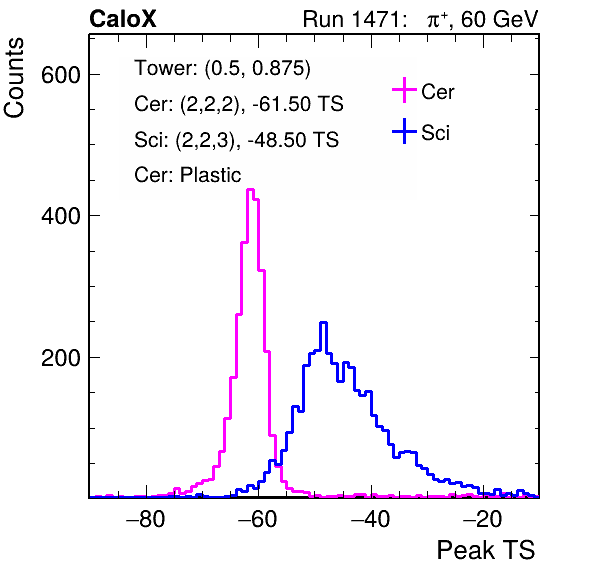 CaloX Run 1471: π⁺, 60 GeV
Counts
Tower: (0.5, 0.875)
Cer: (2,2,2), -61.50 TS
Sci: (2,2,3), -48.50 TS
Cer: Plastic
Cer
Sci
600
400
200
−80 −60 −40 −20
Peak TS